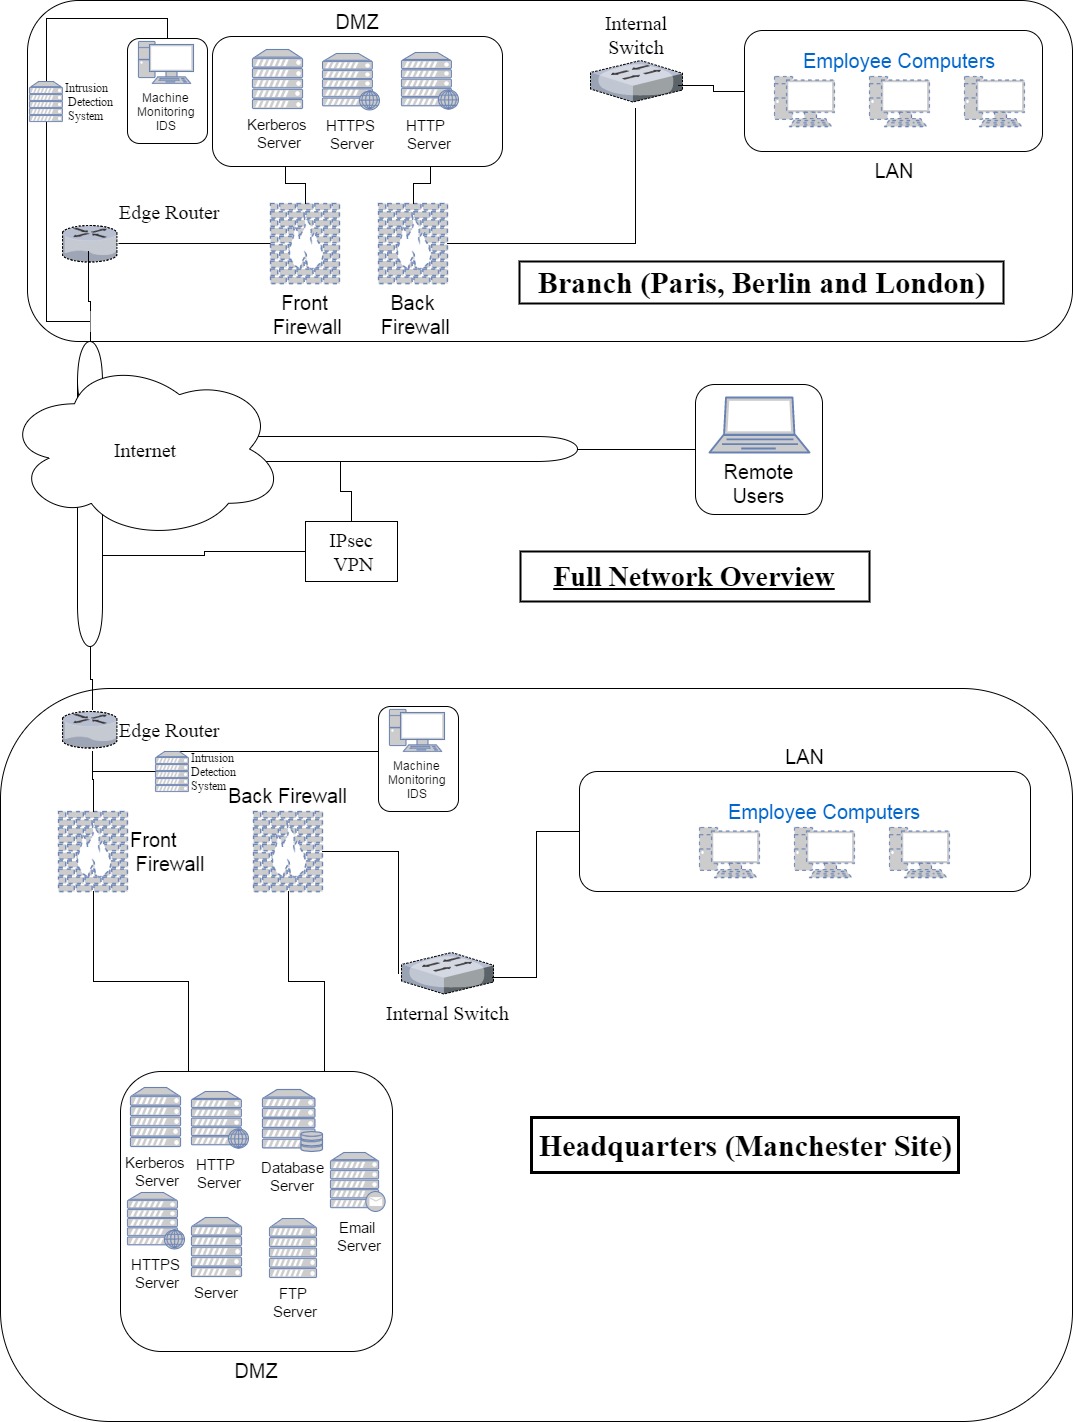 DMZ
Internal
Switch
Employee Computers
LAN
Intrusion
Detection
System
Machine
Monitoring
IDS
Kerberos
Server
HTTPS
Server
HTTP
Server
Edge Router
Front
Firewall
Back
Firewall
Branch (Paris, Berlin and London)
Internet
Remote
Users
IPsec
VPN
Full Network Overview
Edge Router
Intrusion
Detection
System
Machine
Monitoring
IDS
Back Firewall
Front
Firewall
LAN
Employee Computers
Internal Switch
Kerberos
Server
HTTP
Server
Database
Server
Email
Server
HTTPS
Server
Server
FTP
Server
DMZ
Headquarters (Manchester Site)